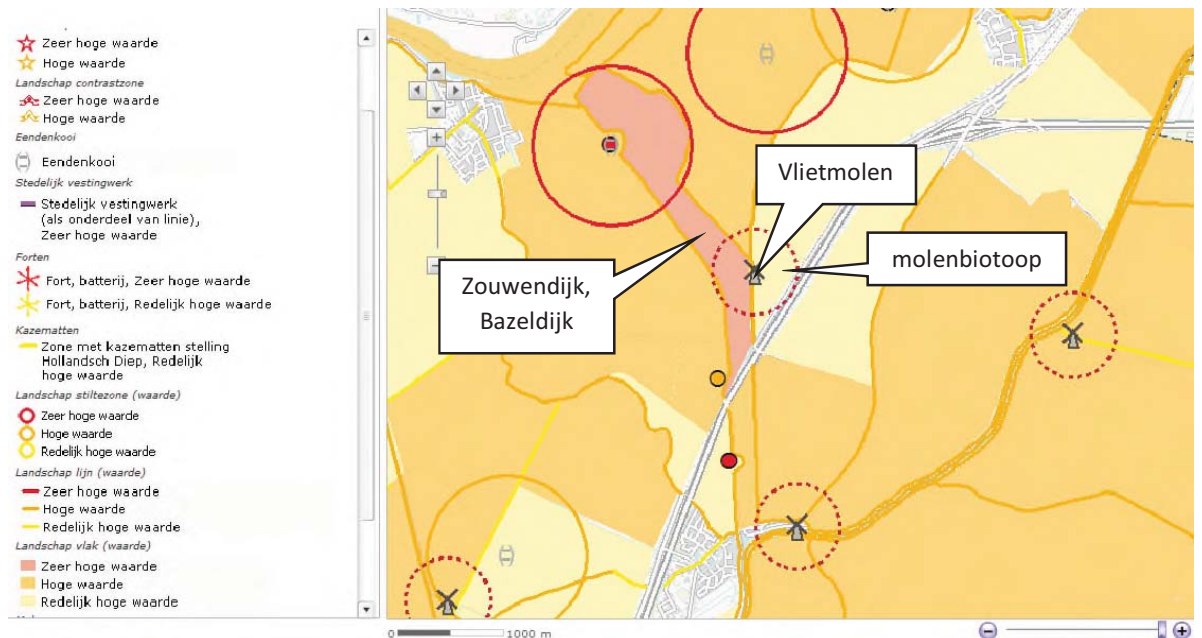 Zeer hoge waarde
Hoge waarde
Landschap contrastzone
Zeer hoge waarde
Hoge waarde
Eendenkooi
Eendenkooi
Stedelijk vestingwerk
Stedelijk vestingwerk
(als onderdeel van linie),
Zeer hoge waarde
Forten
Fort, batterij, Zeer hoge waarde
Fort, batterij, Redelijk hoge waarde
Kazematten
Zone met kazematten stelling
Hollandsch Diep, Redelijk
hoge waarde
Landschap stiltezone (waarde)
Zeer hoge waarde
Hoge waarde
Redelijk hoge waarde
Landschap lijn (waarde)
Zeer hoge waarde
Hoge waarde
Redelijk hoge waarde
Landschap vlak (waarde)
Zeer hoge waarde
Hoge waarde
Redelijk hoge waarde
Vlietmolen
molenbiotoop
Zouwendijk,
Bazeldijk
0 1000 m